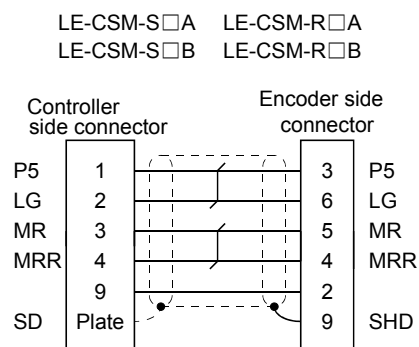 LE-CSM-S□A LE-CSM-R□A
LE-CSM-S□B LE-CSM-R□B
Controller side connector
Encoder side connector
P5 1 3 P5
LG 2 6 LG
MR 3 5 MR
MRR 4 4 MRR
9 2
SD Plate 9 SHD